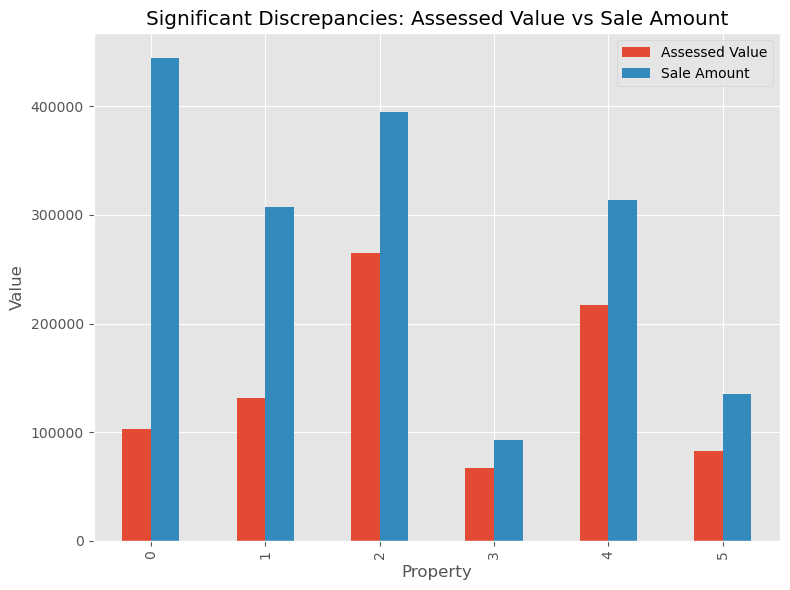 Significant Discrepancies: Assessed Value vs Sale Amount
Assessed Value
Sale Amount
400000
300000
200000
100000
0
Value
0 1 2 3 4 5
Property